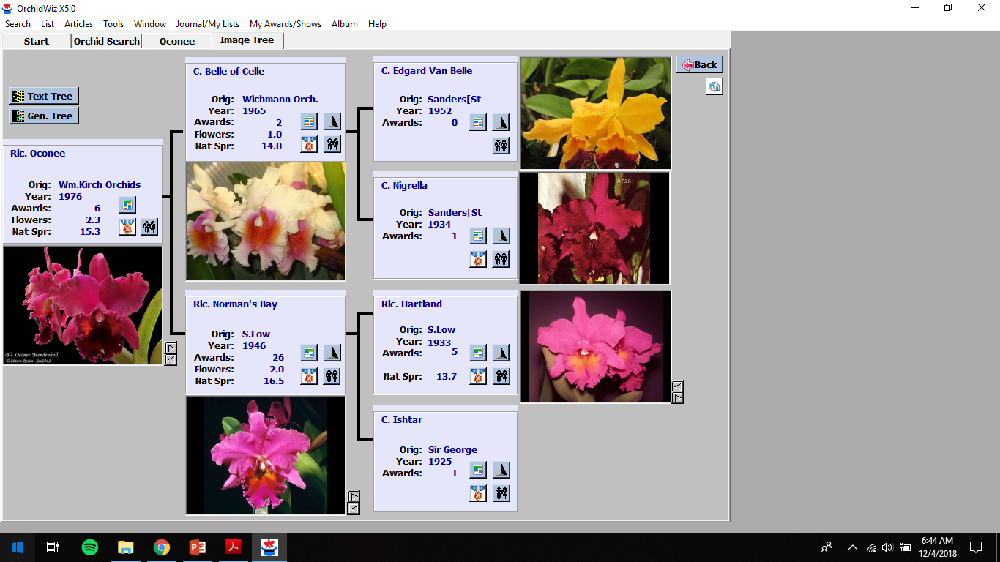 OrchidWiz X5.0
Search List Articles Tools Window Journal/My Lists My Awards/Shows Album Help
Start Orchid Search Oconee Image Tree
Back
Text Tree
Gen. Tree
Rlc. Oconee
Orig: Wm.Kirch Orchids
Year: 1976
Awards: 6
Flowers: 2.3
Nat Spr: 15.3
Blc. Oconee 'Mendenhall'
© Mauro Rosim - Jan2012
C. Belle of Celle
Orig: Wichmann Orch.
Year: 1965
Awards: 2
Flowers: 1.0
Nat Spr: 14.0
Rlc. Norman's Bay
Orig: S.Low
Year: 1946
Awards: 26
Flowers: 2.0
Nat Spr: 16.5
C. Edgard Van Belle
Orig: Sanders[St
Year: 1952
Awards: 0
C. Nigrella
Orig: Sanders[St
Year: 1934
Awards: 1
Rlc. Hartland
Orig: S.Low
Year: 1933
Awards: 5
Nat Spr: 13.7
C. Ishtar
Orig: Sir George
Year: 1925
Awards: 1
6:44 AM
12/4/2018